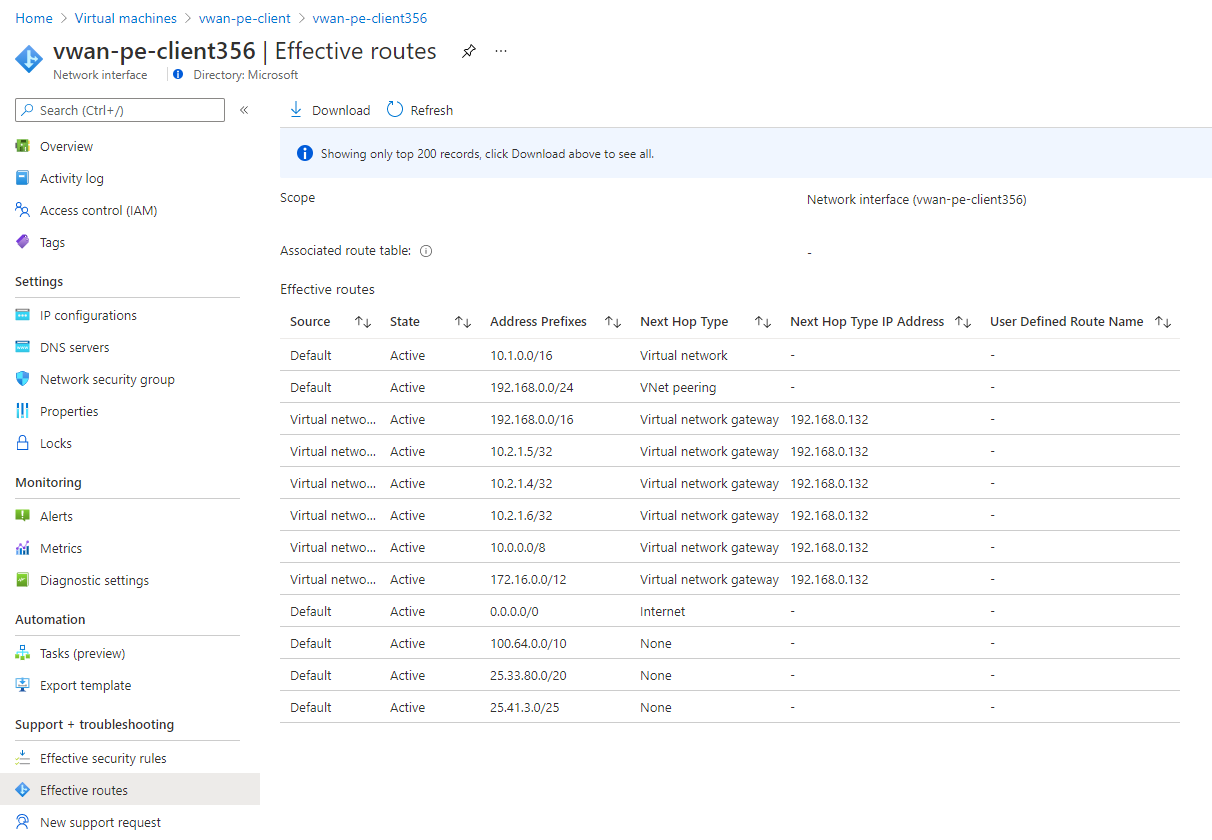 Home > Virtual machines > vwan-pe-client > vwan-pe-client356
vwan-pe-client356 | Effective routes ...
Network interface Directory: Microsoft
Search (Ctrl+/) «
Overview
Activity log
Access control (IAM)
Tags
Settings
IP configurations
DNS servers
Network security group
Properties
Locks
Monitoring
Alerts
Metrics
Diagnostic settings
Automation
Tasks (preview)
Export template
Support + troubleshooting
Effective security rules
Effective routes
New support request
Download Refresh
Showing only top 200 records, click Download above to see all.
Scope Network interface (vwan-pe-client356)
Associated route table: -
Effective routes
Source State Address Prefixes Next Hop Type Next Hop Type IP Address User Defined Route Name
Default Active 10.1.0.0/16 Virtual network - -
Default Active 192.168.0.0/24 VNet peering - -
Virtual netwo... Active 192.168.0.0/16 Virtual network gateway 192.168.0.132 -
Virtual netwo... Active 10.2.1.5/32 Virtual network gateway 192.168.0.132 -
Virtual netwo... Active 10.2.1.4/32 Virtual network gateway 192.168.0.132 -
Virtual netwo... Active 10.2.1.6/32 Virtual network gateway 192.168.0.132 -
Virtual netwo... Active 10.0.0.0/8 Virtual network gateway 192.168.0.132 -
Virtual netwo... Active 172.16.0.0/12 Virtual network gateway 192.168.0.132 -
Default Active 0.0.0.0/0 Internet - -
Default Active 100.64.0.0/10 None - -
Default Active 25.33.80.0/20 None - -
Default Active 25.41.3.0/25 None - -